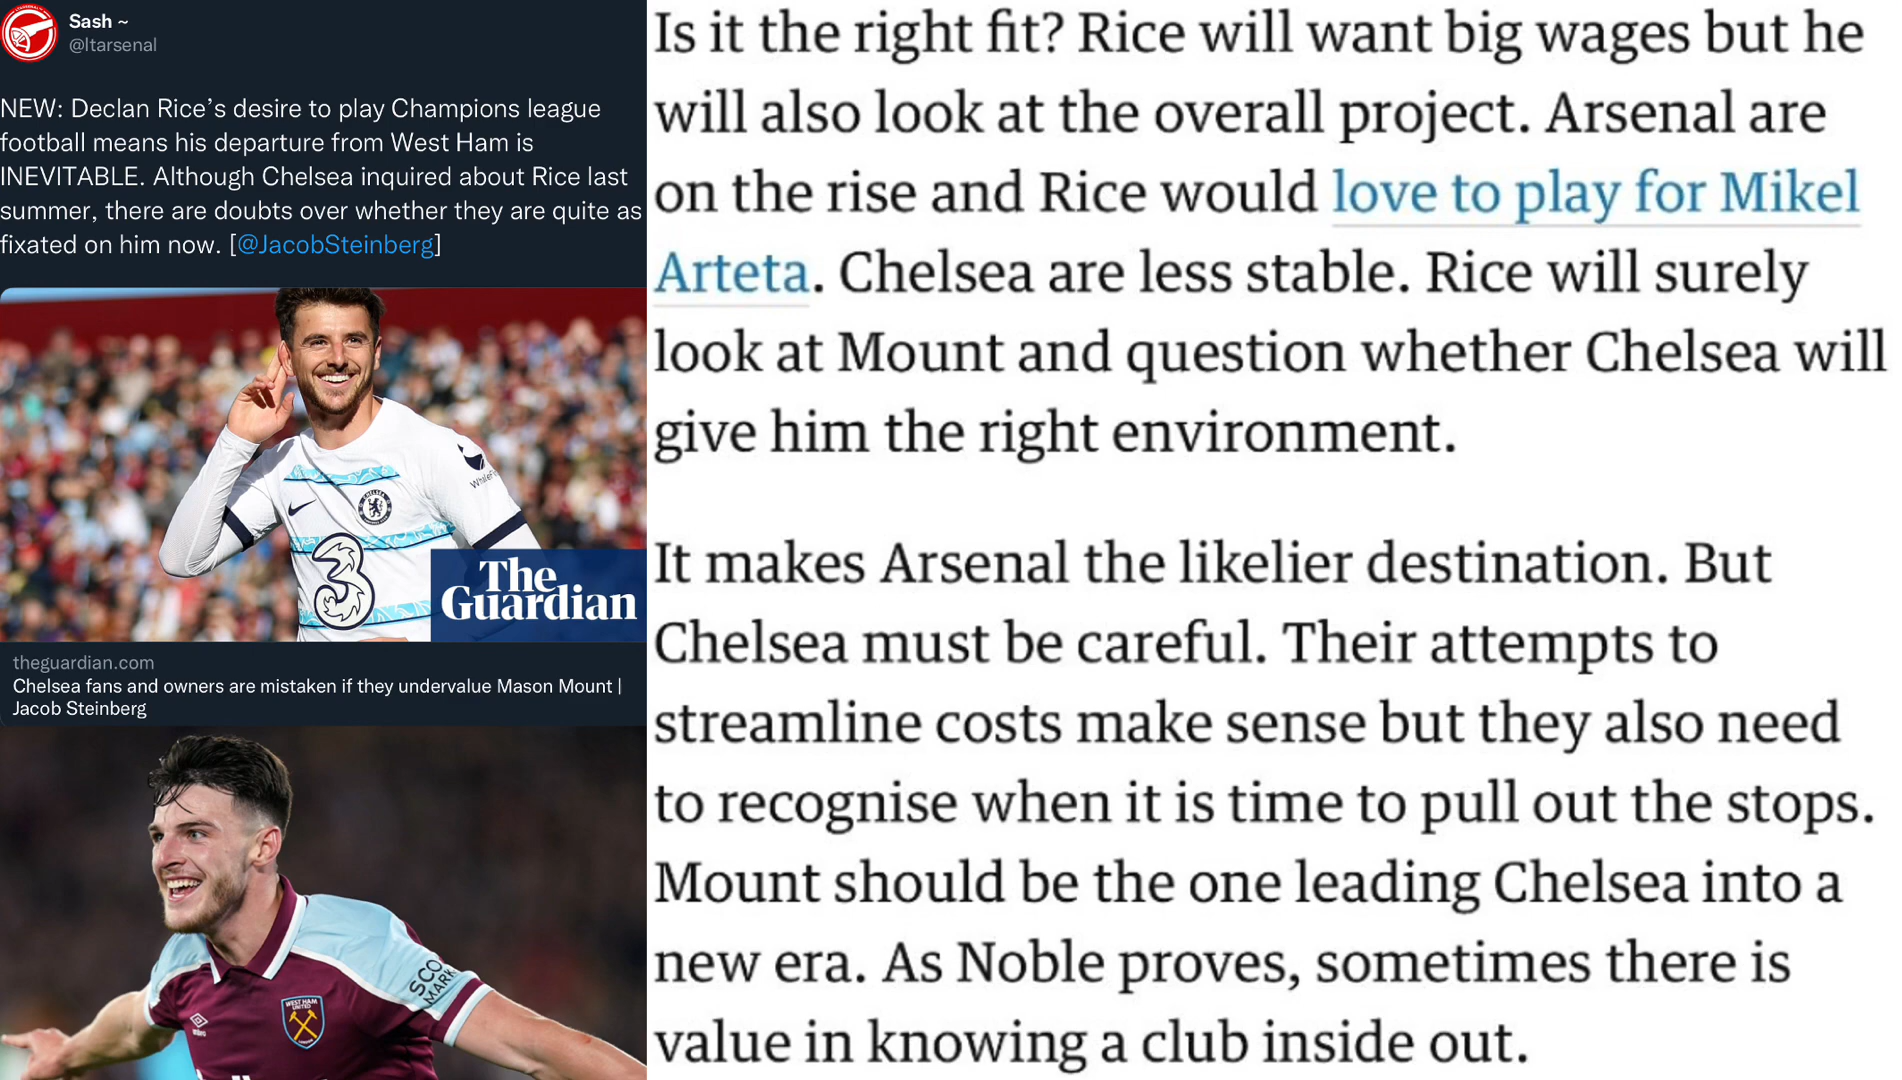 Sash ~
@ltarsenal
NEW: Declan Rice’s desire to play Champions league
football means his departure from West Ham is
INEVITABLE. Although Chelsea inquired about Rice last
summer, there are doubts over whether they are quite as
fixated on him now. [@JacobSteinberg]
3
The
Guardian
theguardian.com
Chelsea fans and owners are mistaken if they undervalue Mason Mount |
Jacob Steinberg
SCO
MARK
WEST HAM
UNITED
LONDON
umbro
Is it the right fit? Rice will want big wages but he
will also look at the overall project. Arsenal are
on the rise and Rice would love to play for Mikel
Arteta. Chelsea are less stable. Rice will surely
look at Mount and question whether Chelsea will
give him the right environment.
It makes Arsenal the likelier destination. But
Chelsea must be careful. Their attempts to
streamline costs make sense but they also need
to recognise when it is time to pull out the stops.
Mount should be the one leading Chelsea into a
new era. As Noble proves, sometimes there is
value in knowing a club inside out.